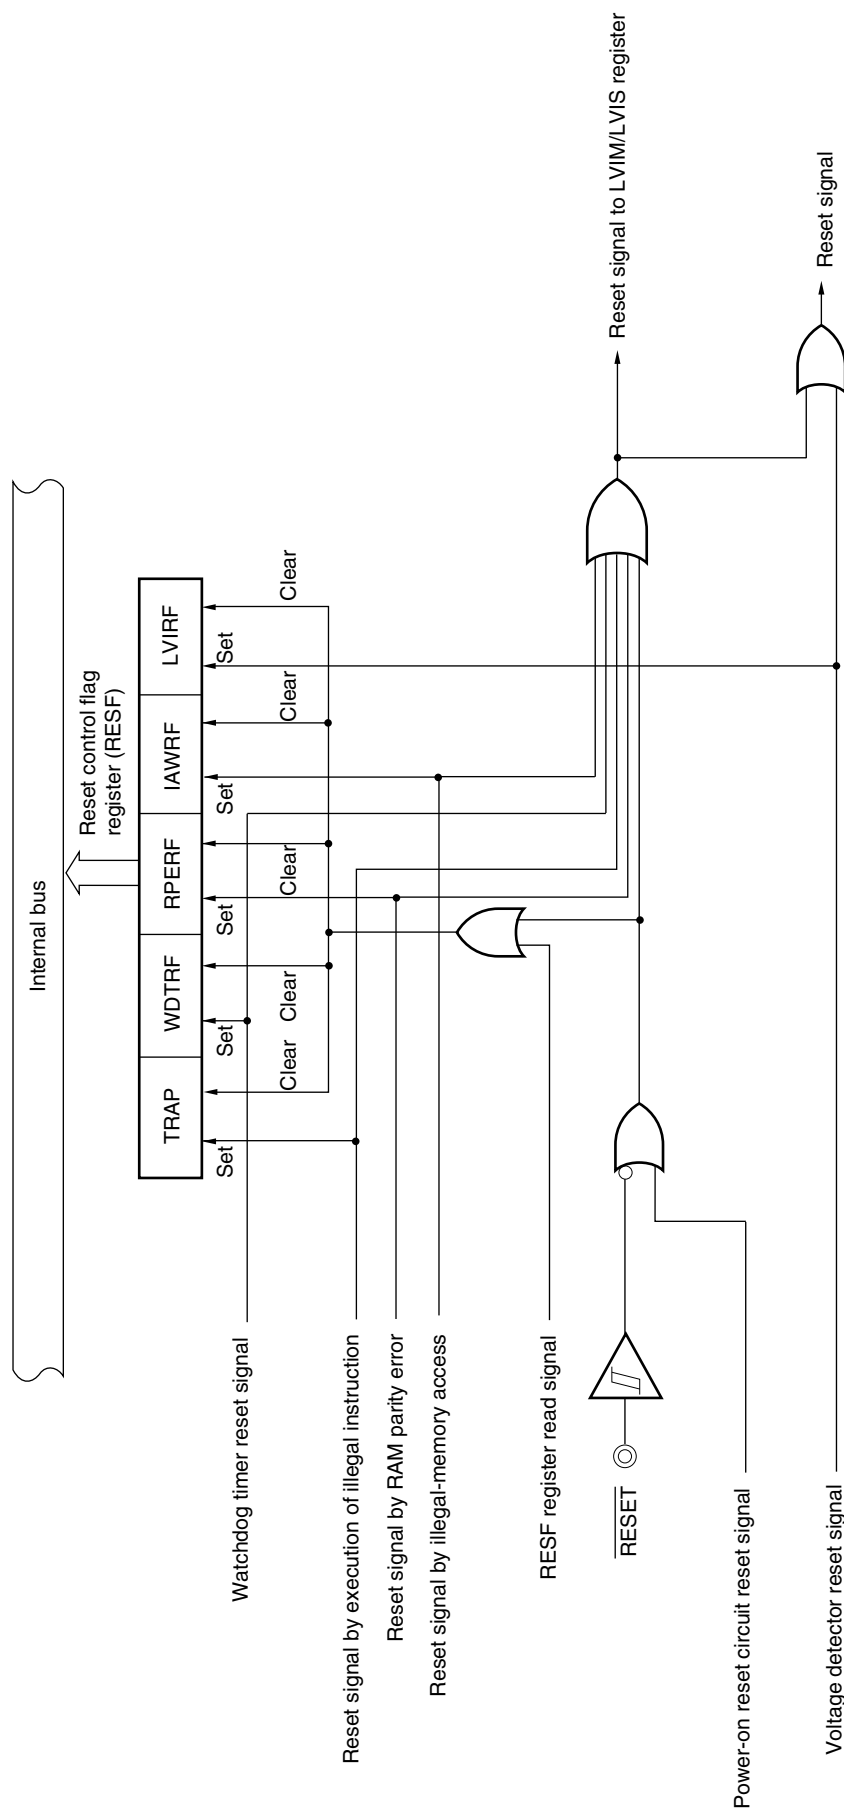 Internal bus
Reset control flag
register (RESF)
TRAP
WDTRF
RPERF
IAWRF
LVIRF
Set
Set
Set
Set
Set
Clear
Clear
Clear
Clear
Clear
Watchdog timer reset signal
Reset signal by execution of illegal instruction
Reset signal by RAM parity error
Reset signal by illegal-memory access
RESF register read signal
RESET
Power-on reset circuit reset signal
Voltage detector reset signal
Reset signal to LVIM/LVIS register
Reset signal